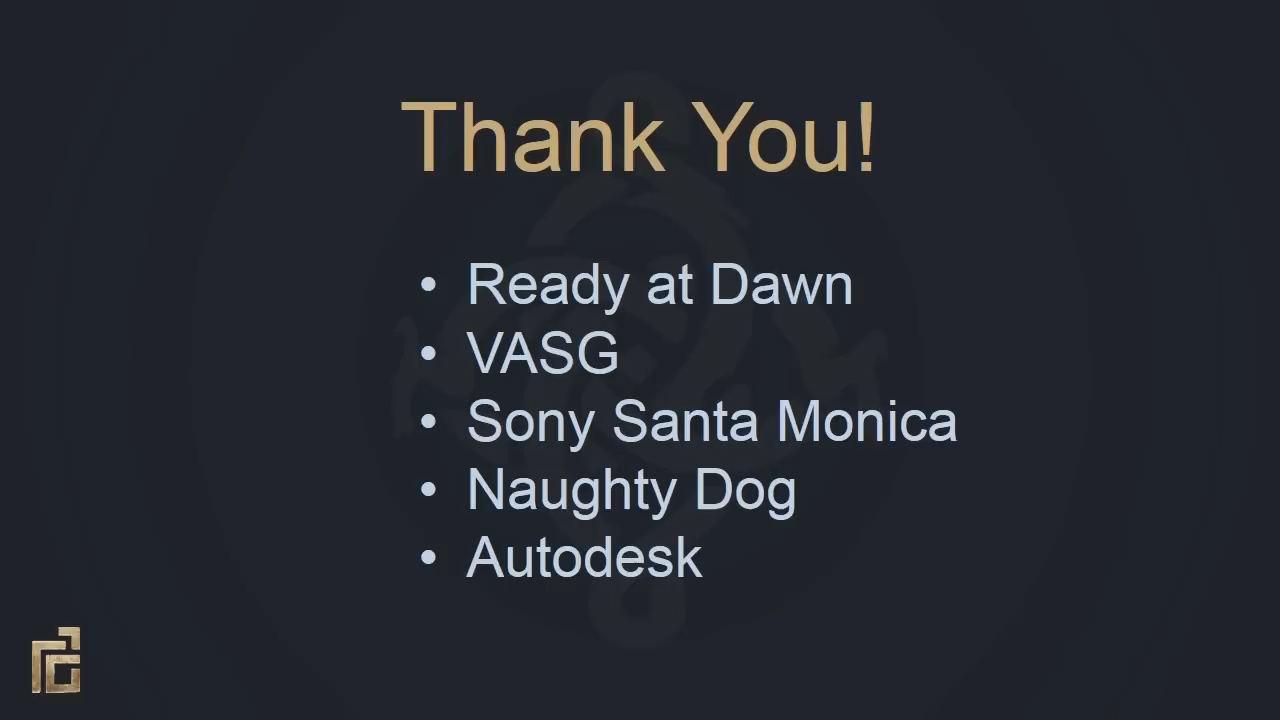 Thank You!
• Ready at Dawn
• VASG
• Sony Santa Monica
• Naughty Dog
• Autodesk